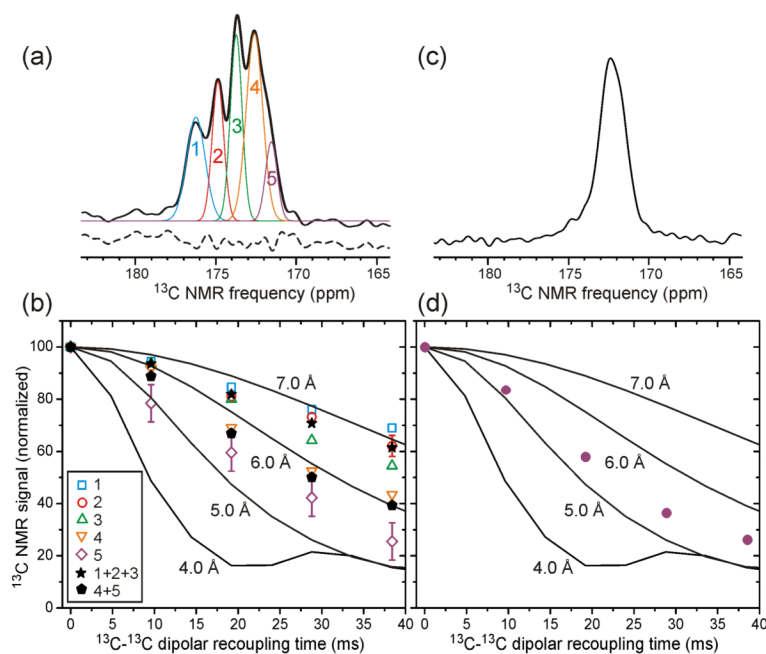 (a)
1
2
3
4
5
180
175
170
165
¹³C NMR frequency (ppm)
(c)
180
175
170
165
¹³C NMR frequency (ppm)
(b)
100
80
60
40
20
0
¹³C NMR signal (normalized)
7.0 Å
6.0 Å
5.0 Å
4.0 Å
1
2
3
4
5
1+2+3
4+5
0 5 10 15 20 25 30 35 40
¹³C-¹³C dipolar recoupling time (ms)
(d)
7.0 Å
6.0 Å
5.0 Å
4.0 Å
0 5 10 15 20 25 30 35 40
¹³C-¹³C dipolar recoupling time (ms)